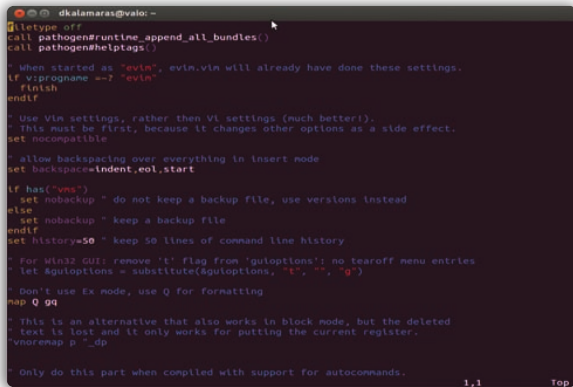 dkalamaras@vaio: ~
filetype off
call pathogen#runtime_append_all_bundles()
call pathogen#helptags()
" When started as "evim", evim.vim will already have done these settings.
if v:progname =~? "evim"
  finish
endif
" Use Vim settings, rather then Vi settings (much better!).
" This must be first, because it changes other options as a side effect.
set nocompatible
" allow backspacing over everything in insert mode
set backspace=indent,eol,start
if has("vms")
  set nobackup " do not keep a backup file, use versions instead
else
  set nobackup " keep a backup file
endif
set history=50 " keep 50 lines of command line history
" For Win32 GUI: remove 't' flag from 'guioptions': no tearoff menu entries
" let &guioptions = substitute(&guioptions, "t", "", "g")
" Don't use Ex mode, use Q for formatting
map Q gq
" This is an alternative that also works in block mode, but the deleted
" text is lost and it only works for putting the current register.
"vnoremap p "_dp
" Only do this part when compiled with support for autocommands.
1,1 Top